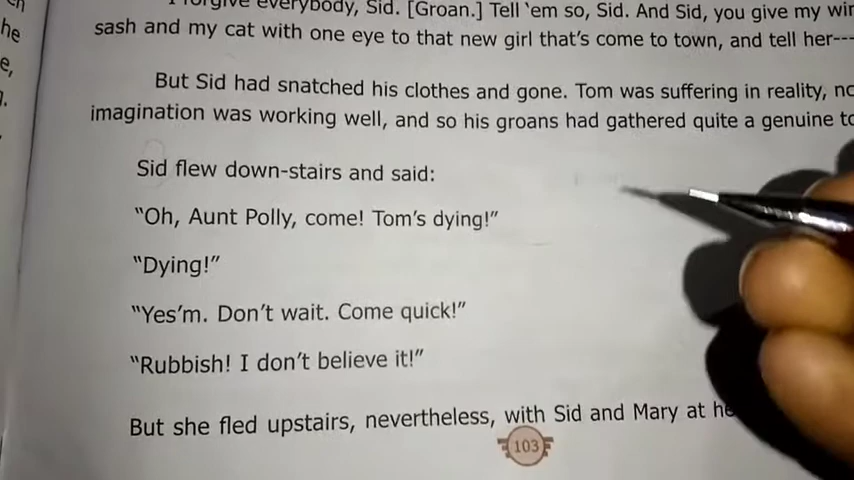 everybody, Sid. [Groan.] Tell 'em so, Sid. And Sid, you give my
he
sash and my cat with one eye to that new girl that's come to town, and tell her---
e,
But Sid had snatched his clothes and gone. Tom was suffering in reality,
imagination was working well, and so his groans had gathered quite a genuine
Sid flew down-stairs and said:
"Oh, Aunt Polly, come! Tom's dying!"
"Dying!"
"Yes'm. Don't wait. Come quick!"
"Rubbish! I don't believe it!"
But she fled upstairs, nevertheless, with Sid and Mary at
103